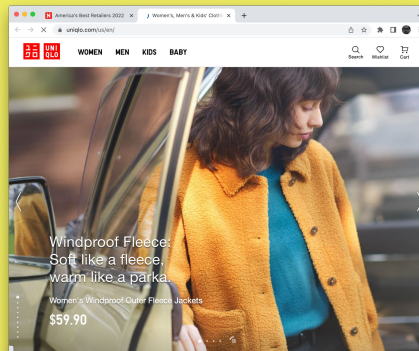 America's Best Retailers 2022
Women's, Men's & Kids' Clothi
uniqlo.com/us/en/
UNI
QLO
WOMEN MEN KIDS BABY
Search Wishlist Cart
Windproof Fleece:
Soft like a fleece,
warm like a parka.
Women's Windproof Outer Fleece Jackets
$59.90